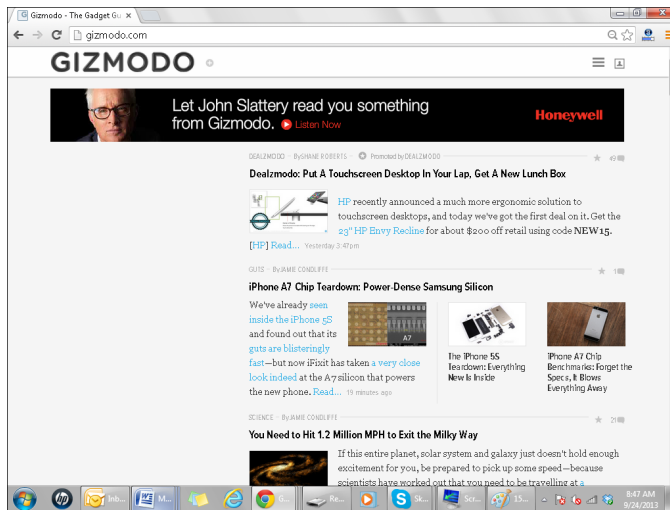 Gizmodo - The Gadget Gu
gizmodo.com
GIZMODO
Let John Slattery read you something
from Gizmodo. Listen Now
Honeywell
DEALZMODO - By SHANE ROBERTS - Promoted by DEALZMODO
49
Dealzmodo: Put A Touchscreen Desktop In Your Lap, Get A New Lunch Box
HP recently announced a much more ergonomic solution to
touchscreen desktops, and today we've got the first deal on it. Get the
23" HP Envy Recline for about $200 off retail using code NEW15.
[HP] Read... Yesterday 3:47pm
GUTS - By JAMIE CONDLIFFE
iPhone A7 Chip Teardown: Power-Dense Samsung Silicon
We've already seen
inside the iPhone 5S
and found out that its
guts are blisteringly
fast—but now iFixit has taken a very close
look indeed at the A7 silicon that powers
the new phone. Read... 19 minutes ago
A7
The iPhone 5S
Teardown: Everything
New Is Inside
iPhone A7 Chip
Benchmarks: Forget the
Specs, It Blows
Everything Away
SCIENCE - By JAMIE CONDLIFFE
21
You Need to Hit 1.2 Million MPH to Exit the Milky Way
If this entire planet, solar system and galaxy just doesn't hold enough
excitement for you, be prepared to pick up some speed—because
scientists have worked out that you need to be travelling at a
Inb...
M...
G...
Re...
Sk...
Scr...
15...
8:47 AM
9/24/2013